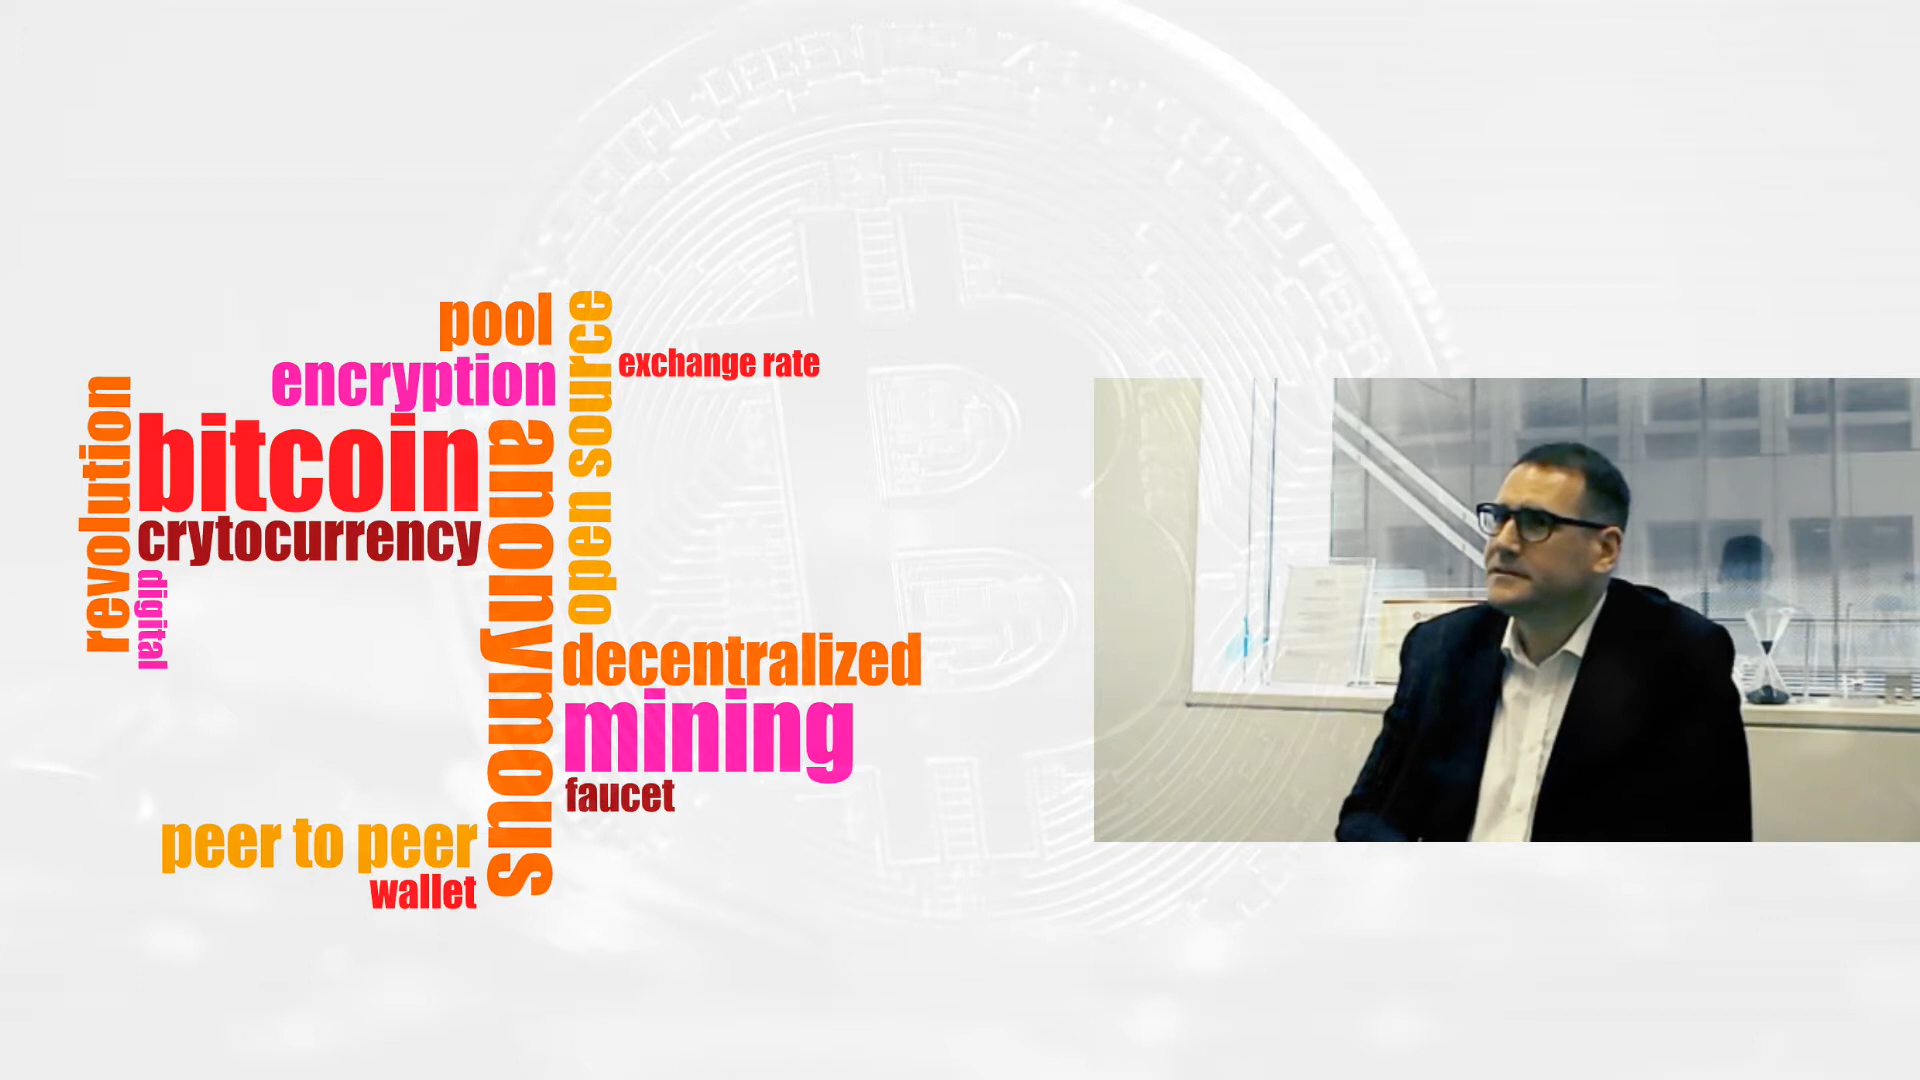 pool
open source
exchange rate
encryption
revolution
bitcoin
anonymous
crytocurrency
digital
decentralized
mining
faucet
peer to peer
wallet